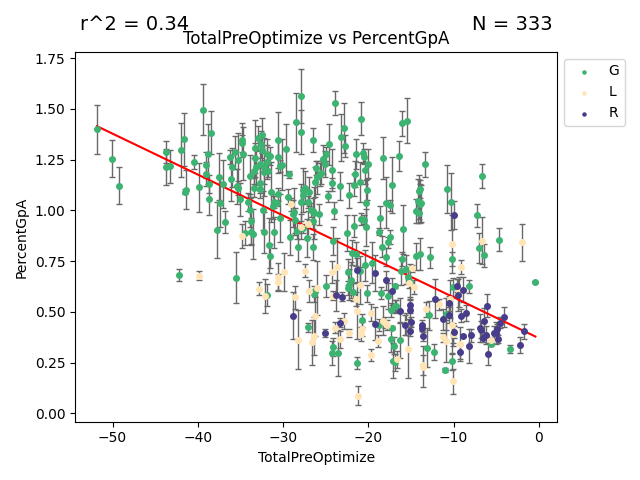 r^2 = 0.34
N = 333
TotalPreOptimize vs PercentGpA
G
L
R
1.75
1.50
1.25
1.00
0.75
0.50
0.25
0.00
PercentGpA
−50
−40
−30
−20
−10
0
TotalPreOptimize